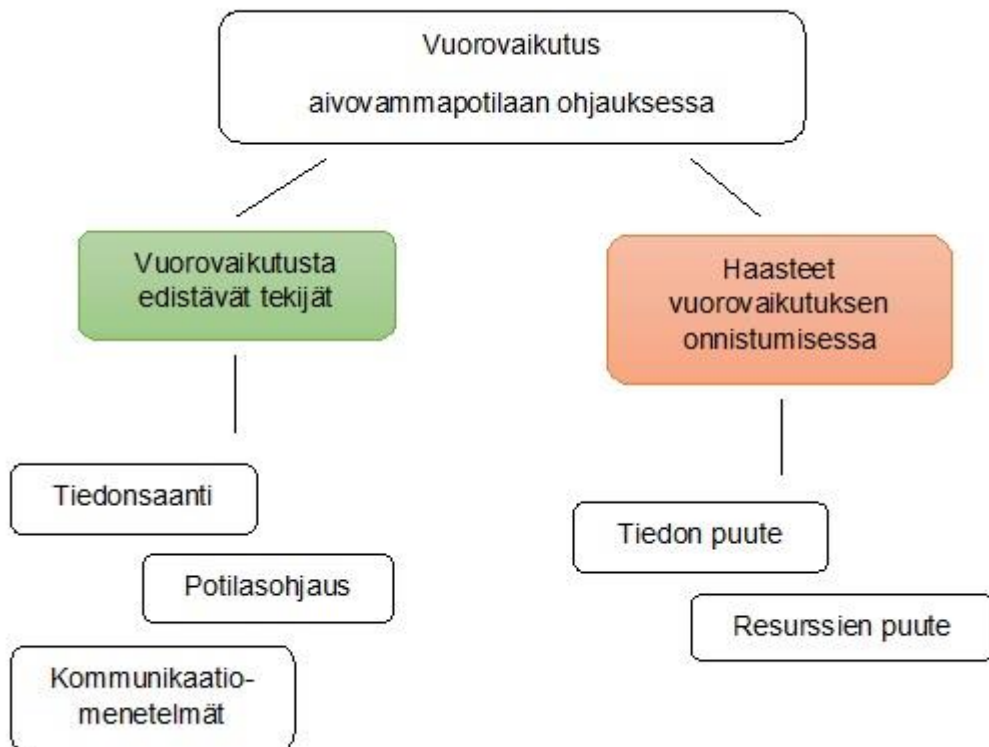 Vuorovaikutus
aivovammapotilaan ohjauksessa
Vuorovaikutusta
edistävät tekijät
Tiedonsaanti
Potilasohjaus
Kommunikaatio-
menetelmät
Haasteet
vuorovaikutuksen
onnistumisessa
Tiedon puute
Resurssien puute